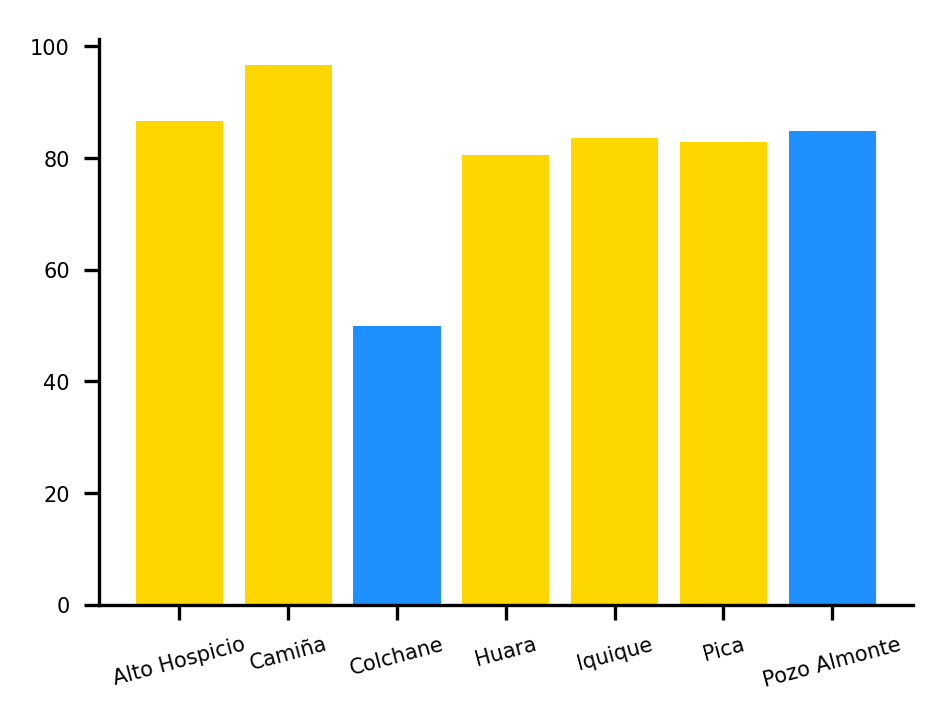 100
80
60
40
20
0
Alto Hospicio
Camiña
Colchane
Huara
Iquique
Pica
Pozo Almonte